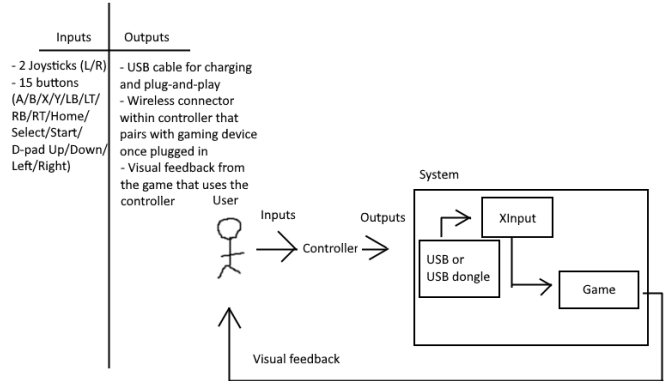 Inputs
Outputs
- 2 Joysticks (L/R)
- 15 buttons
(A/B/X/Y/LB/LT/
RB/RT/Home/
Select/Start/
D-pad Up/Down/
Left/Right)
- USB cable for charging
and plug-and-play
- Wireless connector
within controller that
pairs with gaming device
once plugged in
- Visual feedback from
the game that uses the
controller
User
Inputs
Controller
Outputs
System
USB or
USB dongle
XInput
Game
Visual feedback